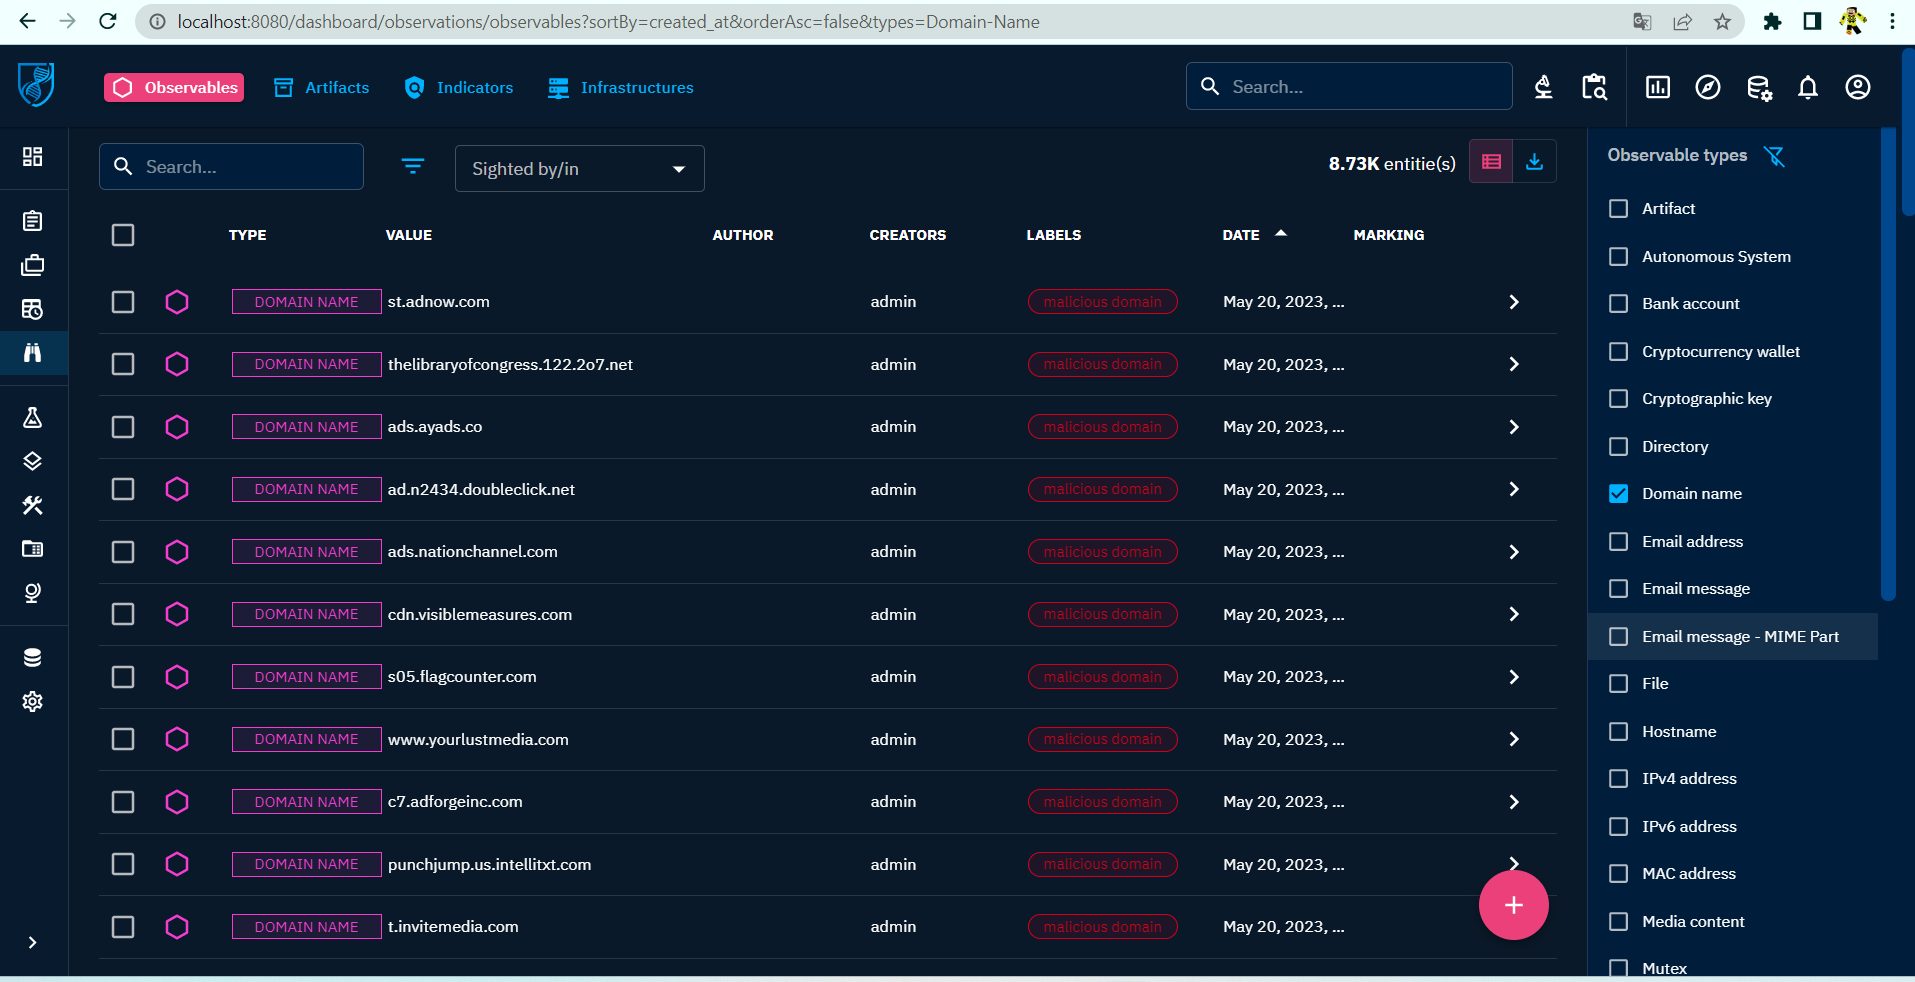 localhost:8080/dashboard/observations/observables?sortBy=created_at&orderAsc=false&types=Domain-Name
Observables Artifacts Indicators Infrastructures Search...
Search... Sighted by/in 8.73K entitie(s)
TYPE VALUE AUTHOR CREATORS LABELS DATE MARKING
DOMAIN NAME st.adnow.com admin malicious domain May 20, 2023, ...
DOMAIN NAME thelibraryofcongress.122.2o7.net admin malicious domain May 20, 2023, ...
DOMAIN NAME ads.ayads.co admin malicious domain May 20, 2023, ...
DOMAIN NAME ad.n2434.doubleclick.net admin malicious domain May 20, 2023, ...
DOMAIN NAME ads.nationchannel.com admin malicious domain May 20, 2023, ...
DOMAIN NAME cdn.visiblemeasures.com admin malicious domain May 20, 2023, ...
DOMAIN NAME s05.flagcounter.com admin malicious domain May 20, 2023, ...
DOMAIN NAME www.yourlustmedia.com admin malicious domain May 20, 2023, ...
DOMAIN NAME c7.adforgeinc.com admin malicious domain May 20, 2023, ...
DOMAIN NAME punchjump.us.intellitxt.com admin malicious domain May 20, 2023, ...
DOMAIN NAME t.invitemedia.com admin malicious domain May 20, 2023, ...
Observable types
Artifact
Autonomous System
Bank account
Cryptocurrency wallet
Cryptographic key
Directory
Domain name
Email address
Email message
Email message - MIME Part
File
Hostname
IPv4 address
IPv6 address
MAC address
Media content
Mutex